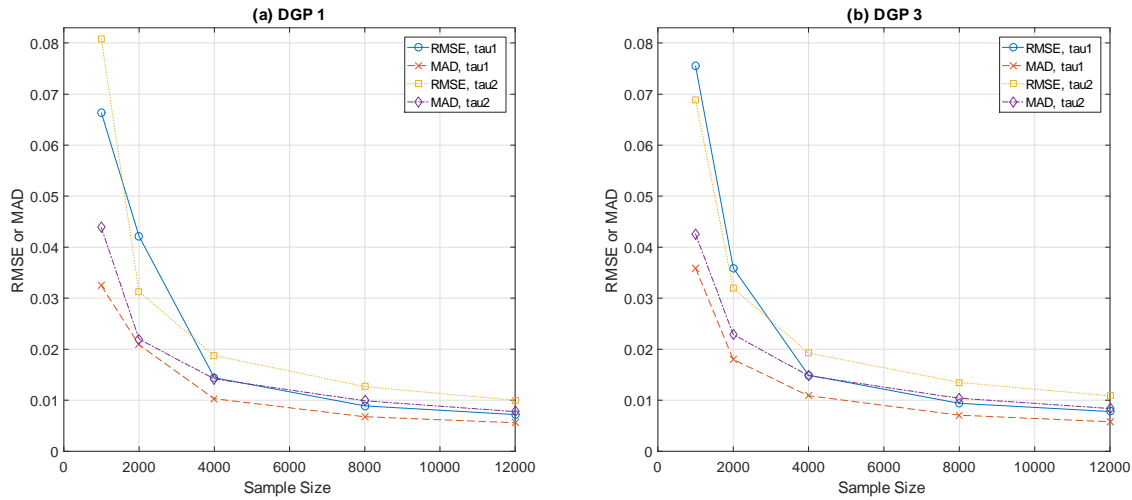 (a) DGP 1
RMSE or MAD
0.08
0.07
0.06
0.05
0.04
0.03
0.02
0.01
0
RMSE, tau1
MAD, tau1
RMSE, tau2
MAD, tau2
0 2000 4000 6000 8000 10000 12000
Sample Size
(b) DGP 3
RMSE or MAD
0.08
0.07
0.06
0.05
0.04
0.03
0.02
0.01
0
RMSE, tau1
MAD, tau1
RMSE, tau2
MAD, tau2
0 2000 4000 6000 8000 10000 12000
Sample Size